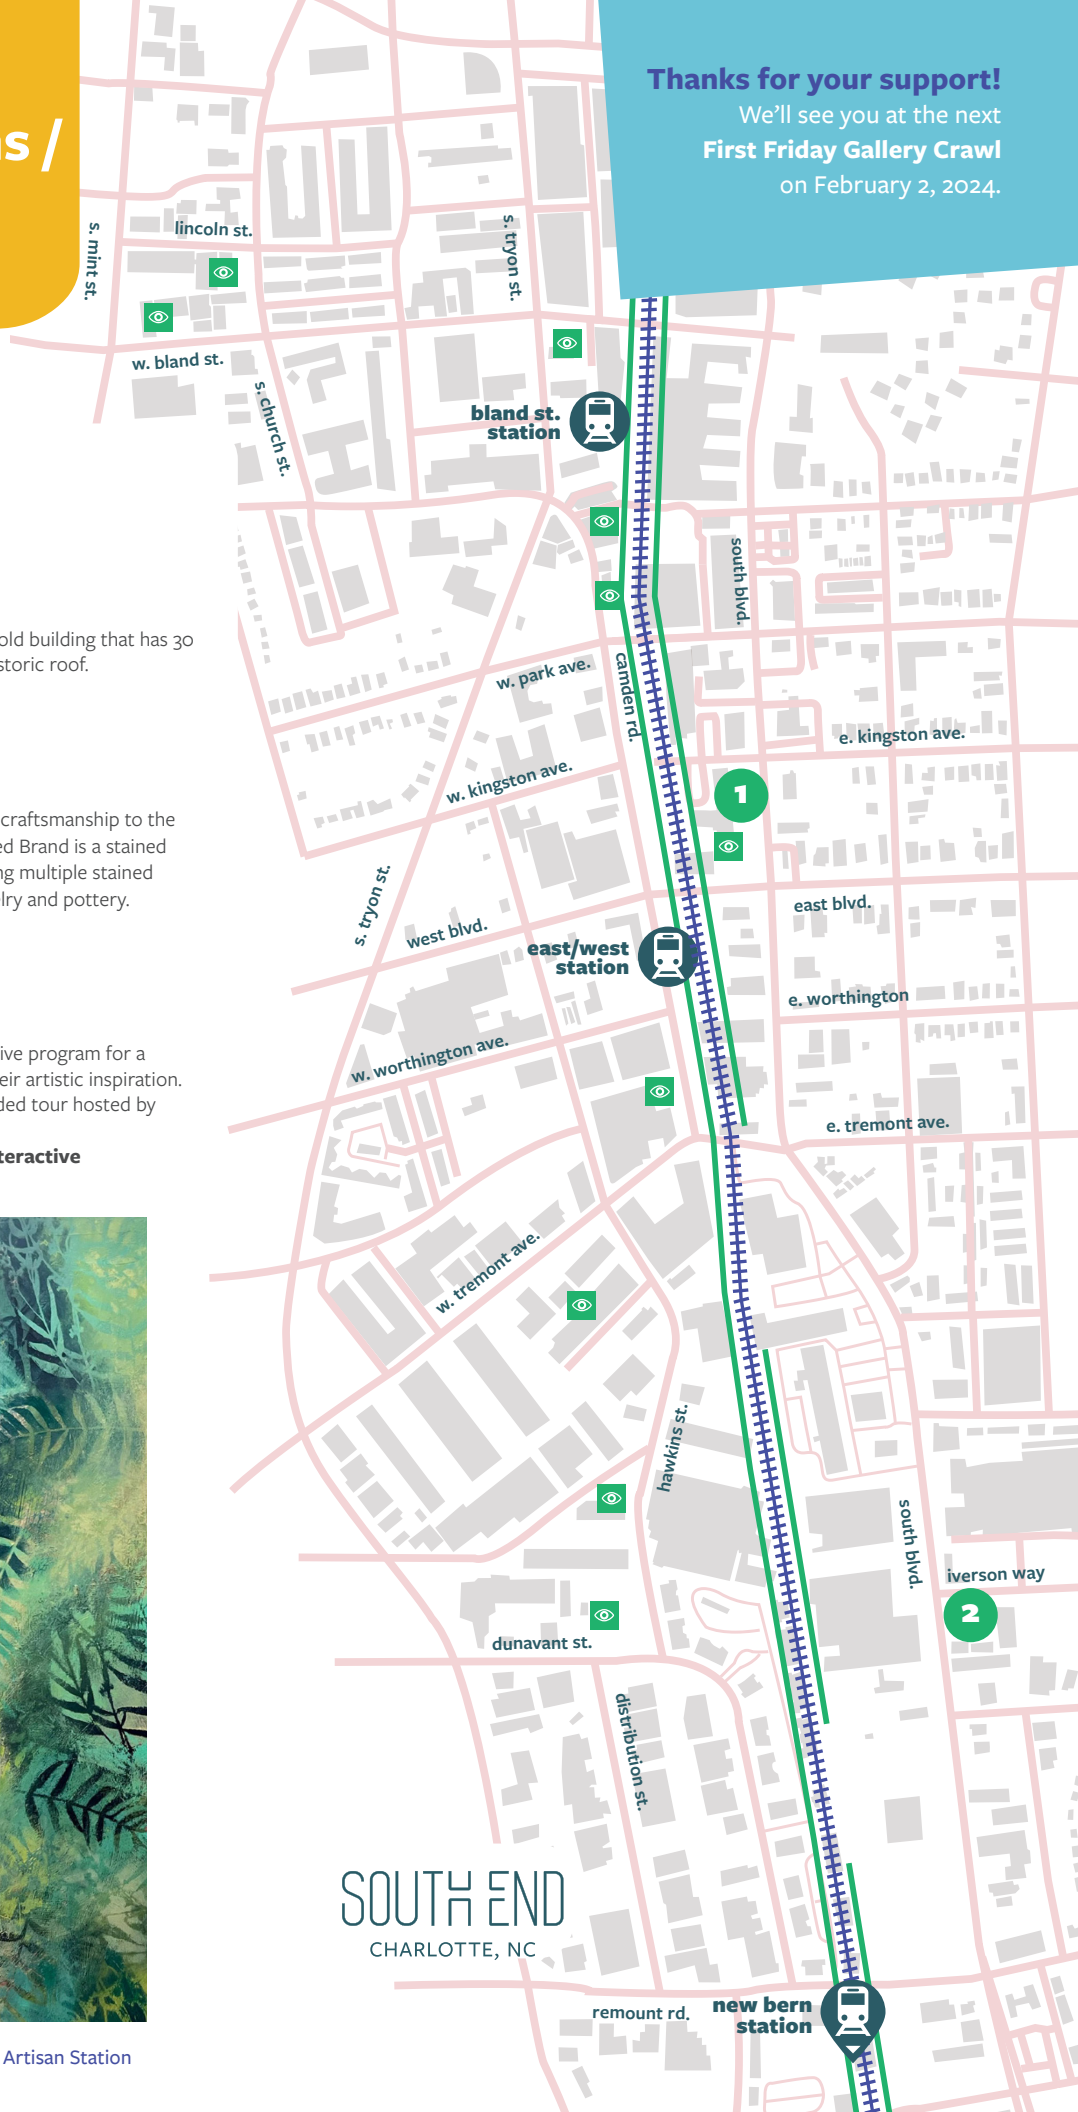 ns /
Thanks for your support!
We'll see you at the next
First Friday Gallery Crawl
on February 2, 2024.
s. mint st.
lincoln st.
s. tryon st.
w. bland st.
s. church st.
bland st.
station
south blvd.
old building that has 30
storic roof.
w. park ave.
camden rd.
e. kingston ave.
w. kingston ave.
1
craftsmanship to the
ed Brand is a stained
ng multiple stained
lry and pottery.
s. tryon st.
west blvd.
east blvd.
east/west
station
e. worthington
w. worthington ave.
ive program for a
eir artistic inspiration.
ded tour hosted by
teractive
e. tremont ave.
w. tremont ave.
hawkins st.
south blvd.
iverson way
2
dunavant st.
distribution st.
SOUTH END
CHARLOTTE, NC
remount rd.
new bern
station
Artisan Station